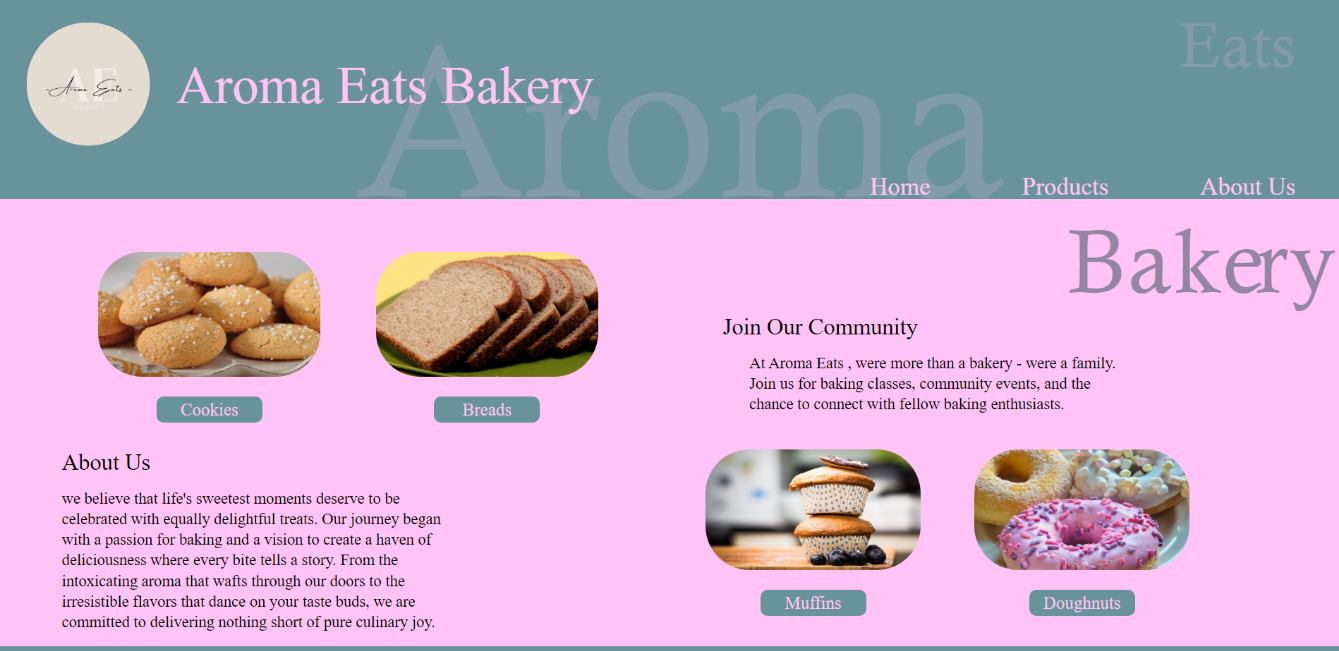 Eats
AE
- Aroma Eats -
Aroma Eats Bakery
Aroma
Home Products About Us
Bakery
Join Our Community
At Aroma Eats , were more than a bakery - were a family.
Join us for baking classes, community events, and the
chance to connect with fellow baking enthusiasts.
Cookies Breads
About Us
we believe that life's sweetest moments deserve to be
celebrated with equally delightful treats. Our journey began
with a passion for baking and a vision to create a haven of
deliciousness where every bite tells a story. From the
intoxicating aroma that wafts through our doors to the
irresistible flavors that dance on your taste buds, we are
committed to delivering nothing short of pure culinary joy.
Muffins Doughnuts